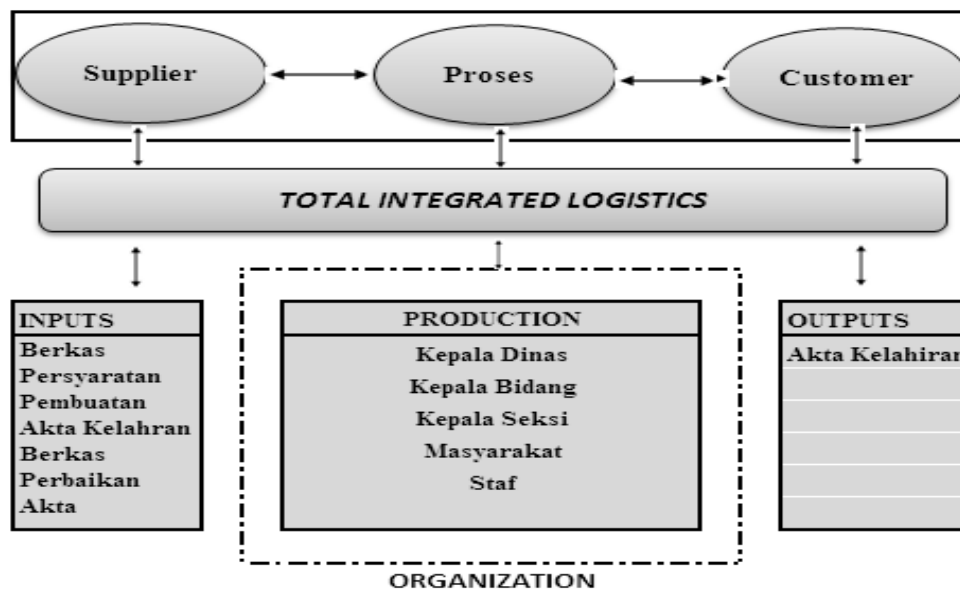 Supplier
Proses
Customer
TOTAL INTEGRATED LOGISTICS
INPUTS
Berkas
Persyaratan
Pembuatan
Akta Kelahran
Berkas
Perbaikan
Akta
PRODUCTION
Kepala Dinas
Kepala Bidang
Kepala Seksi
Masyarakat
Staf
OUTPUTS
Akta Kelahiran
ORGANIZATION